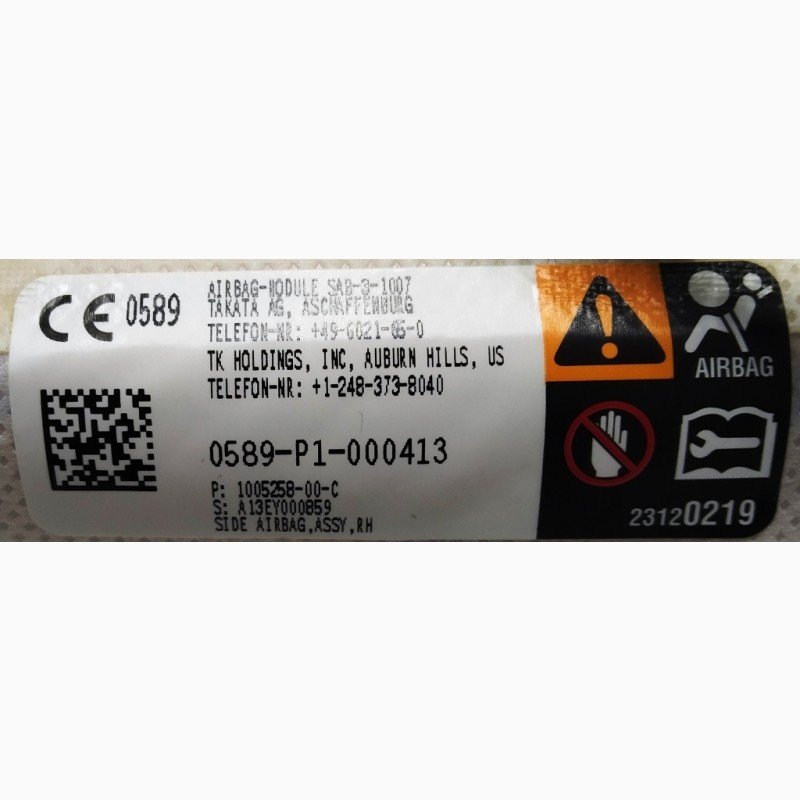 CE 0589
AIRBAG-MODULE SAB-3-1007
TAKATA AG, ASCHAFFENBURG
TELEFON-NR: +49-6021-65-0
TK HOLDINGS, INC, AUBURN HILLS, US
TELEFON-NR: +1-248-373-8040
0589-P1-000413
P: 1005258-00-C
S: A13EY000859
SIDE AIRBAG,ASSY,RH
AIRBAG
23120219